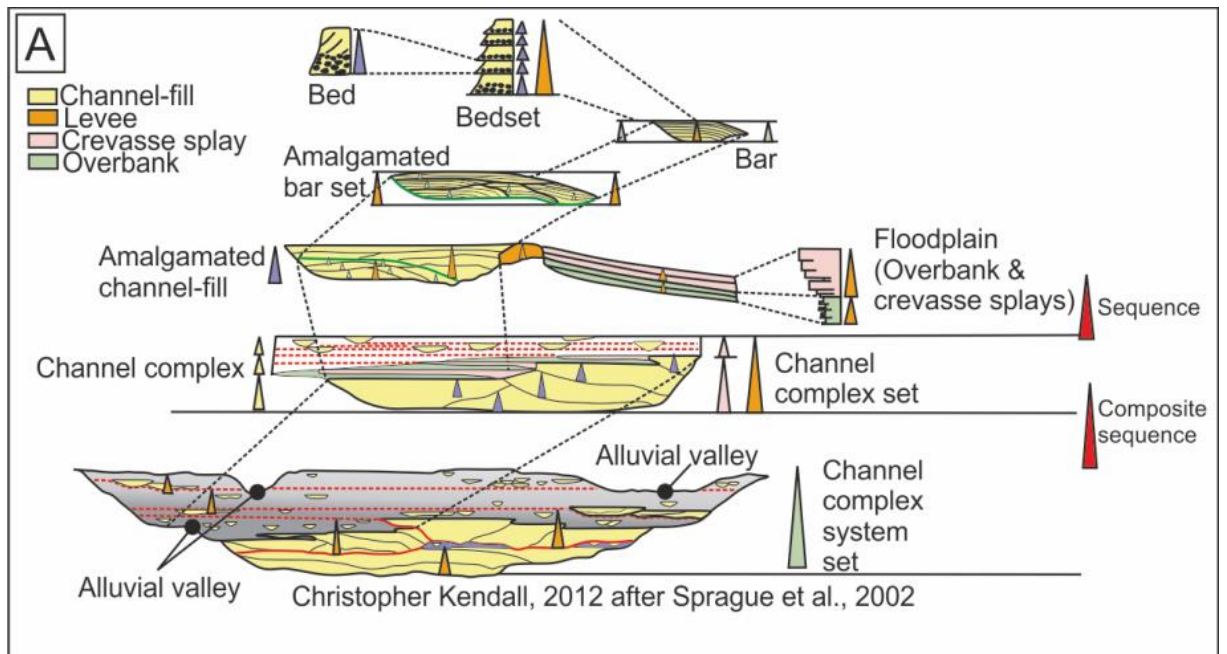 A
Bed
Bedset
Bar
Channel-fill
Levee
Crevasse splay
Overbank
Amalgamated
bar set
Amalgamated
channel-fill
Floodplain
(Overbank &
crevasse splays)
Sequence
Channel complex
Channel
complex set
Composite
sequence
Alluvial valley
Channel
complex
system
set
Alluvial valley
Christopher Kendall, 2012 after Sprague et al., 2002